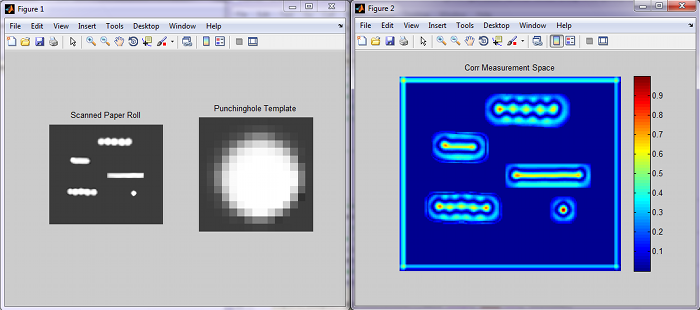 Figure 1
File Edit View Insert Tools Desktop Window Help
Scanned Paper Roll
Punchinghole Template
Figure 2
File Edit View Insert Tools Desktop Window Help
Corr Measurement Space
0.9
0.8
0.7
0.6
0.5
0.4
0.3
0.2
0.1